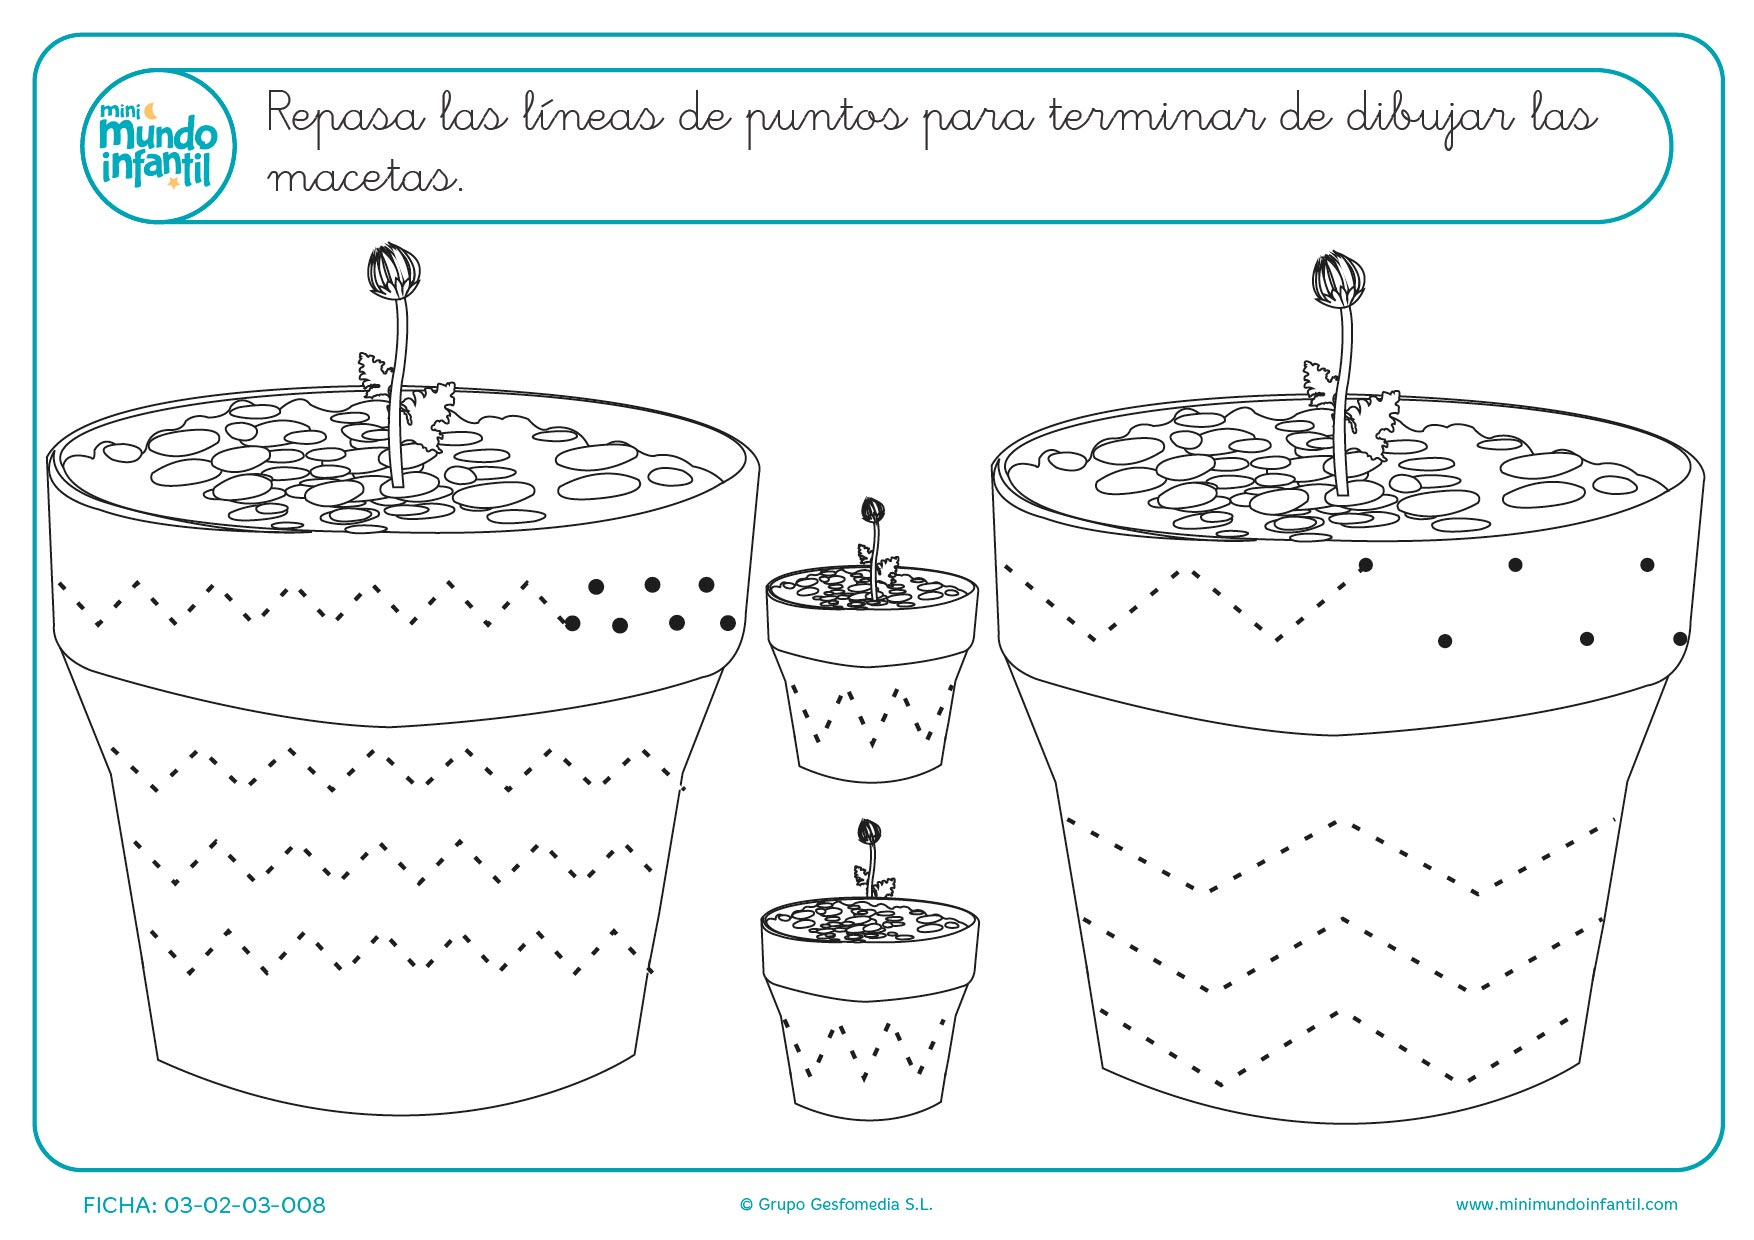 mini
mundo
infantil
Repasa las líneas de puntos para terminar de dibujar las
macetas.
FICHA: 03-02-03-008
© Grupo Gesfomedia S.L.
www.minimundoinfantil.com